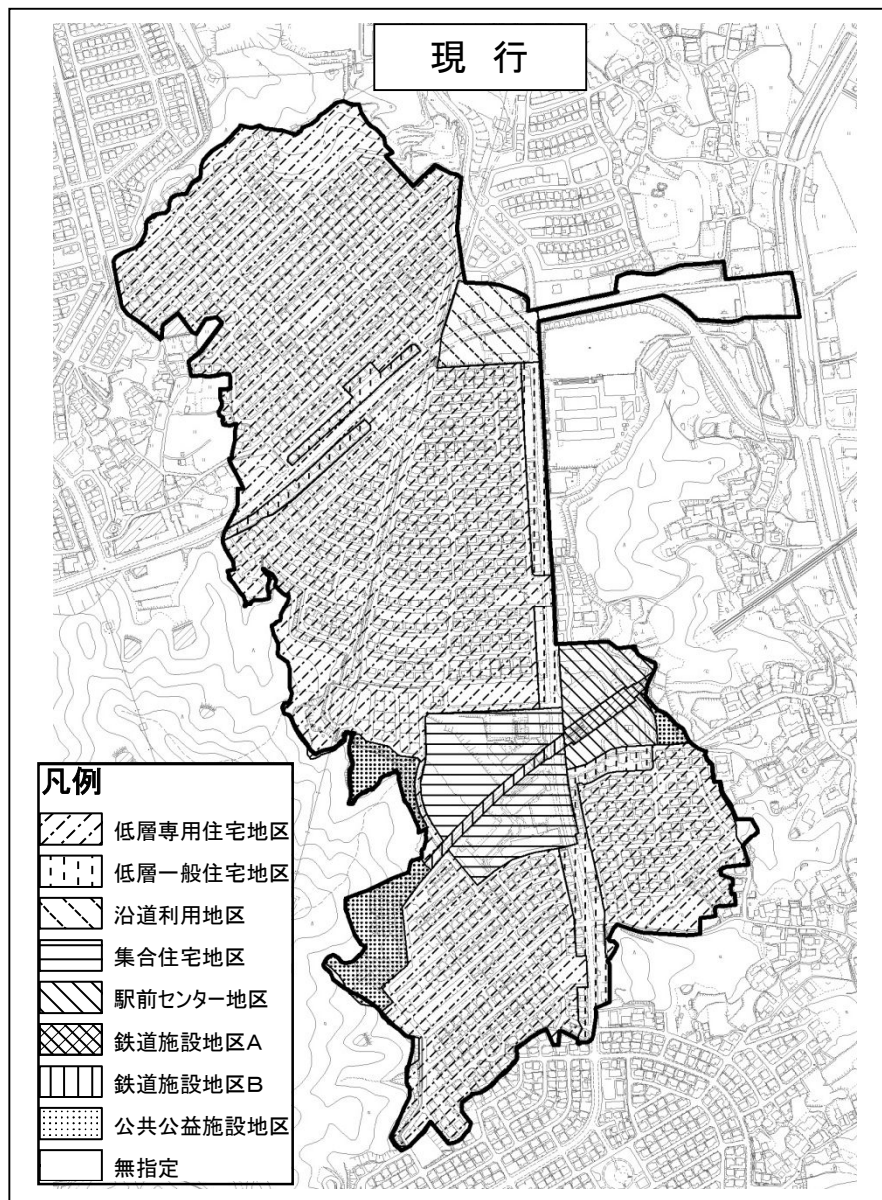 現 行
凡例
低層専用住宅地区
低層一般住宅地区
沿道利用地区
集合住宅地区
駅前センター地区
鉄道施設地区A
鉄道施設地区B
公共公益施設地区
無指定